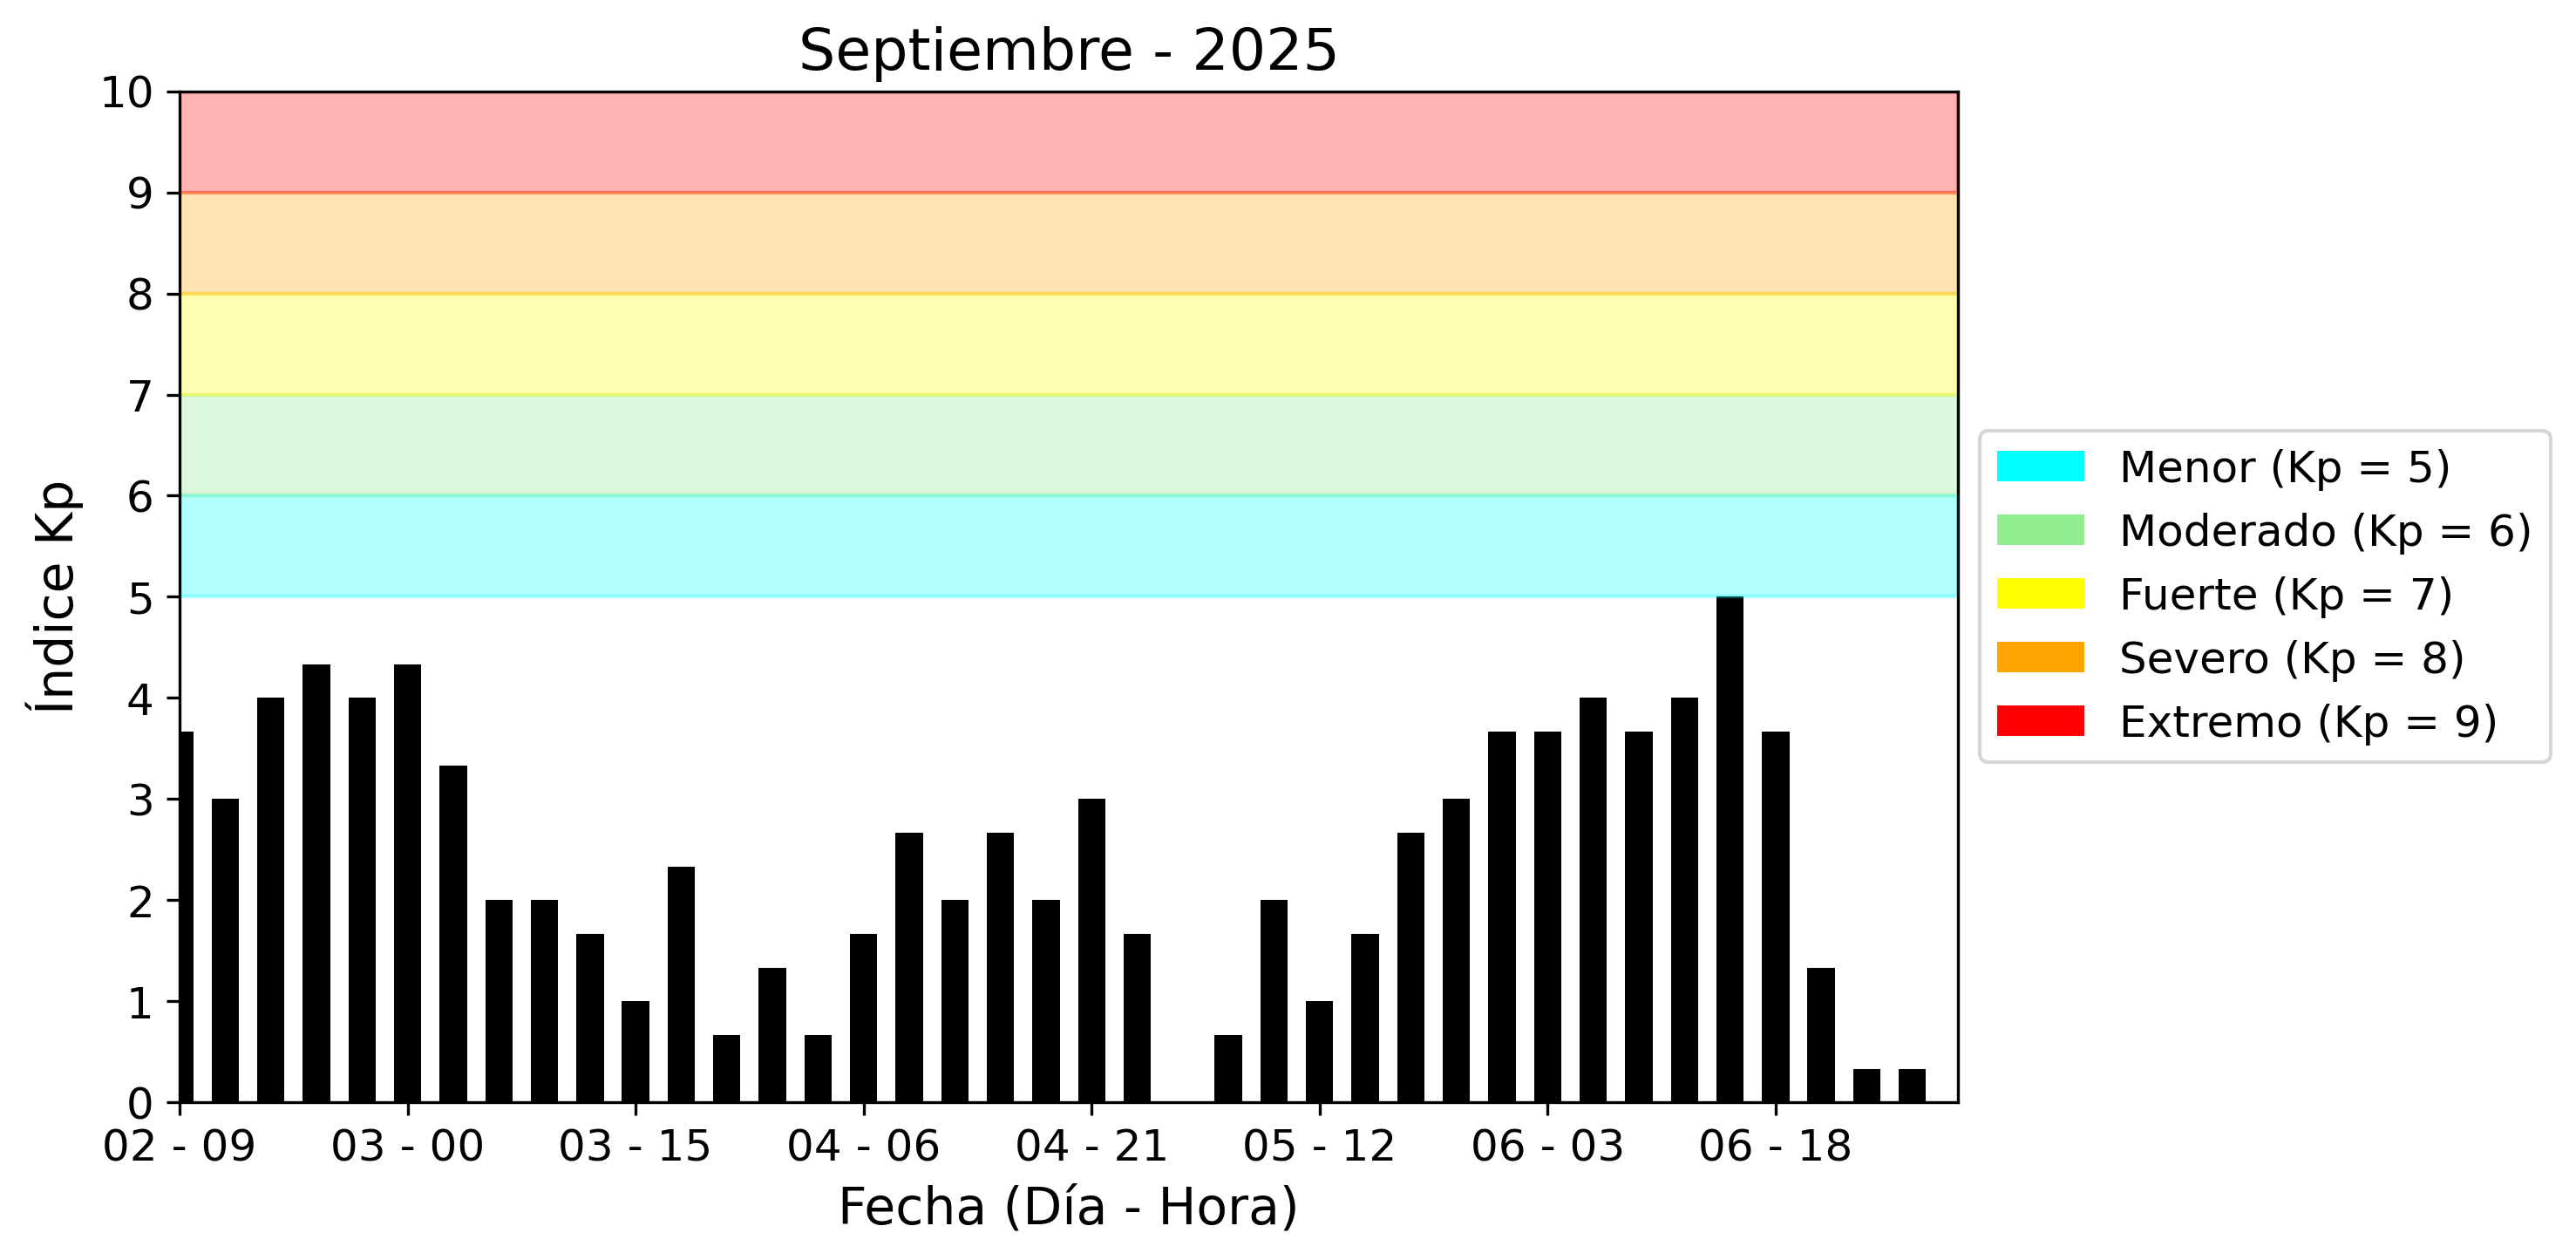 Septiembre - 2025
10
9
8
7
6
5
4
3
2
1
0
Índice Kp
02 - 09
03 - 00
03 - 15
04 - 06
04 - 21
05 - 12
06 - 03
06 - 18
Fecha (Día - Hora)
Menor (Kp = 5)
Moderado (Kp = 6)
Fuerte (Kp = 7)
Severo (Kp = 8)
Extremo (Kp = 9)